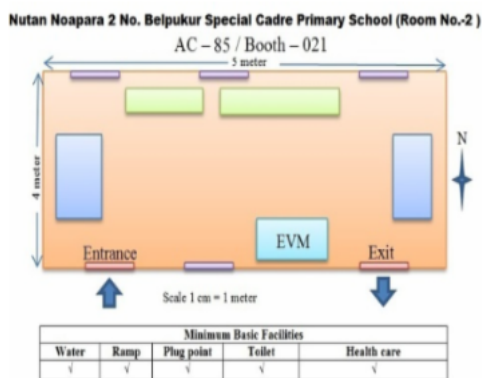 Nutan Noapara 2 No. Belpukur Special Cadre Primary School (Room No.-2 )
AC – 85 / Booth – 021
5 meter
N
4 meter
EVM
Entrance
Exit
Scale 1 cm = 1 meter
Minimum Basic Facilities
Water Ramp Plug point Toilet Health care
√ √ √ √ √